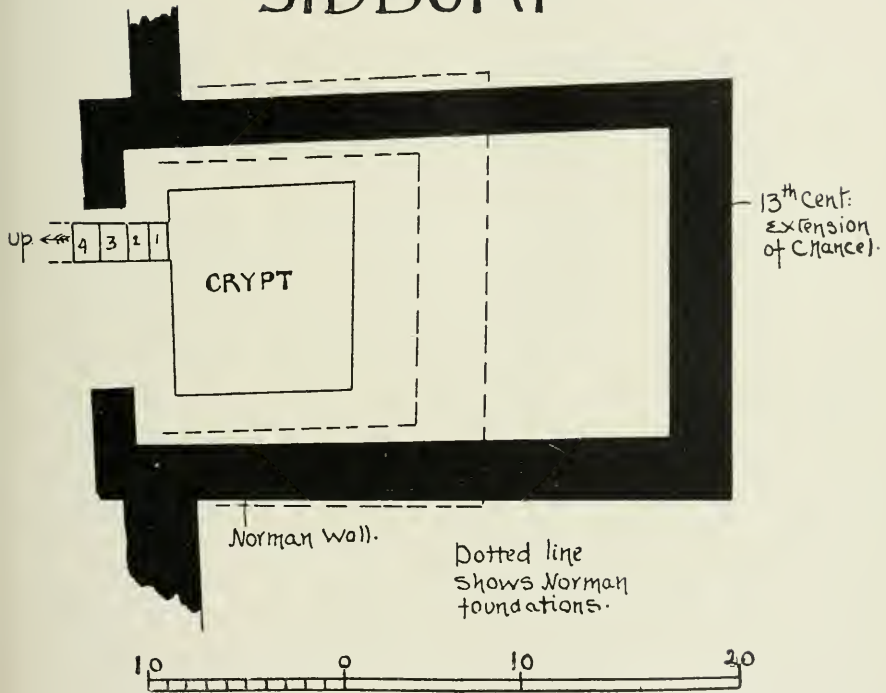 SIDBURY
13th Cent:
Extension
of Chancel.
Up. 4 3 2 1
CRYPT
Norman Wall.
Dotted line
shows Norman
foundations.
10 0 10 20